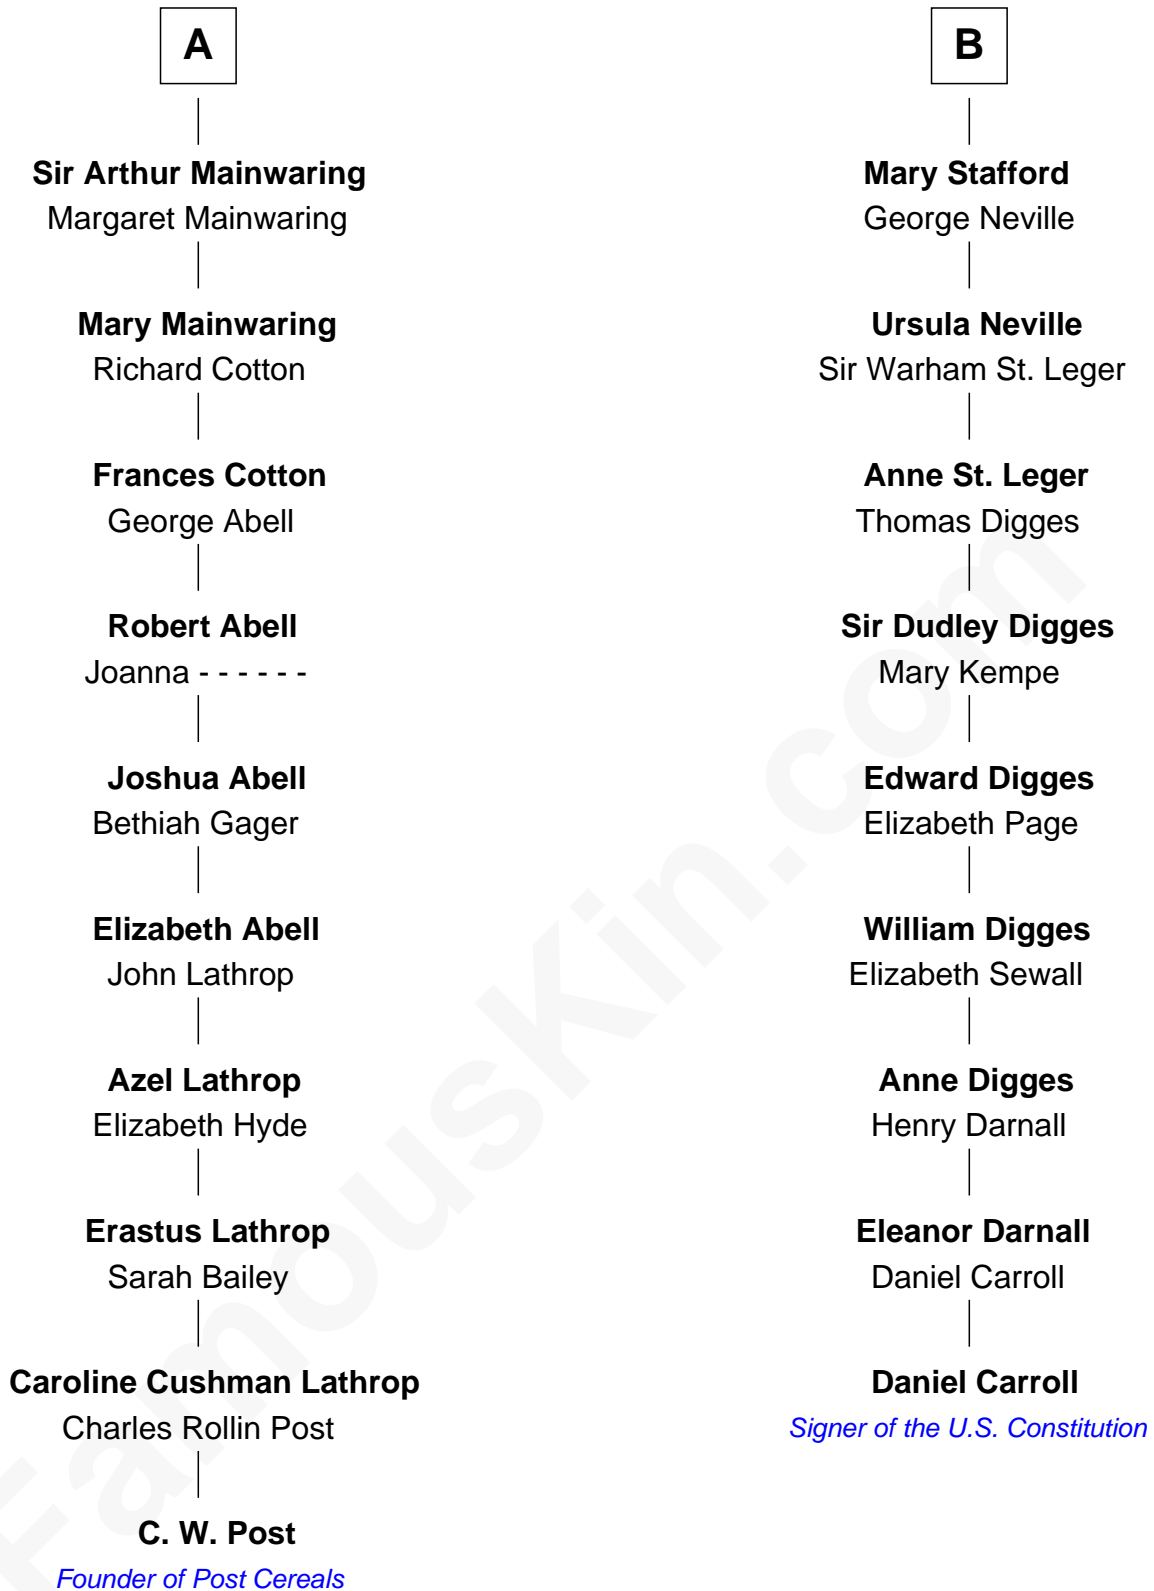 A
Sir Arthur Mainwaring
Margaret Mainwaring
Mary Mainwaring
Richard Cotton
Frances Cotton
George Abell
Robert Abell
Joanna - - - - - -
Joshua Abell
Bethiah Gager
Elizabeth Abell
John Lathrop
Azel Lathrop
Elizabeth Hyde
Erastus Lathrop
Sarah Bailey
Caroline Cushman Lathrop
Charles Rollin Post
C. W. Post
Founder of Post Cereals
B
Mary Stafford
George Neville
Ursula Neville
Sir Warham St. Leger
Anne St. Leger
Thomas Digges
Sir Dudley Digges
Mary Kempe
Edward Digges
Elizabeth Page
William Digges
Elizabeth Sewall
Anne Digges
Henry Darnall
Eleanor Darnall
Daniel Carroll
Daniel Carroll
Signer of the U.S. Constitution
FamousKin.com